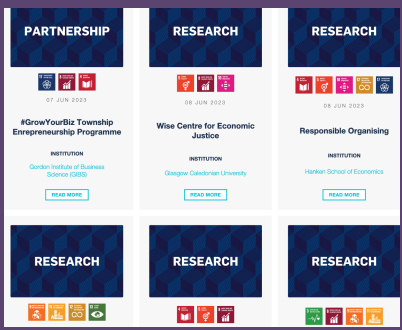 PARTNERSHIP
07 JUN 2023
#GrowYourBiz Township
Enrepreneurship Programme
INSTITUTION
Gordon Institute of Business
Science (GIBS)
READ MORE
RESEARCH
06 JUN 2023
Wise Centre for Economic
Justice
INSTITUTION
Glasgow Caledonian University
READ MORE
RESEARCH
06 JUN 2023
Responsible Organising
INSTITUTION
Hanken School of Economics
READ MORE
RESEARCH
RESEARCH
RESEARCH